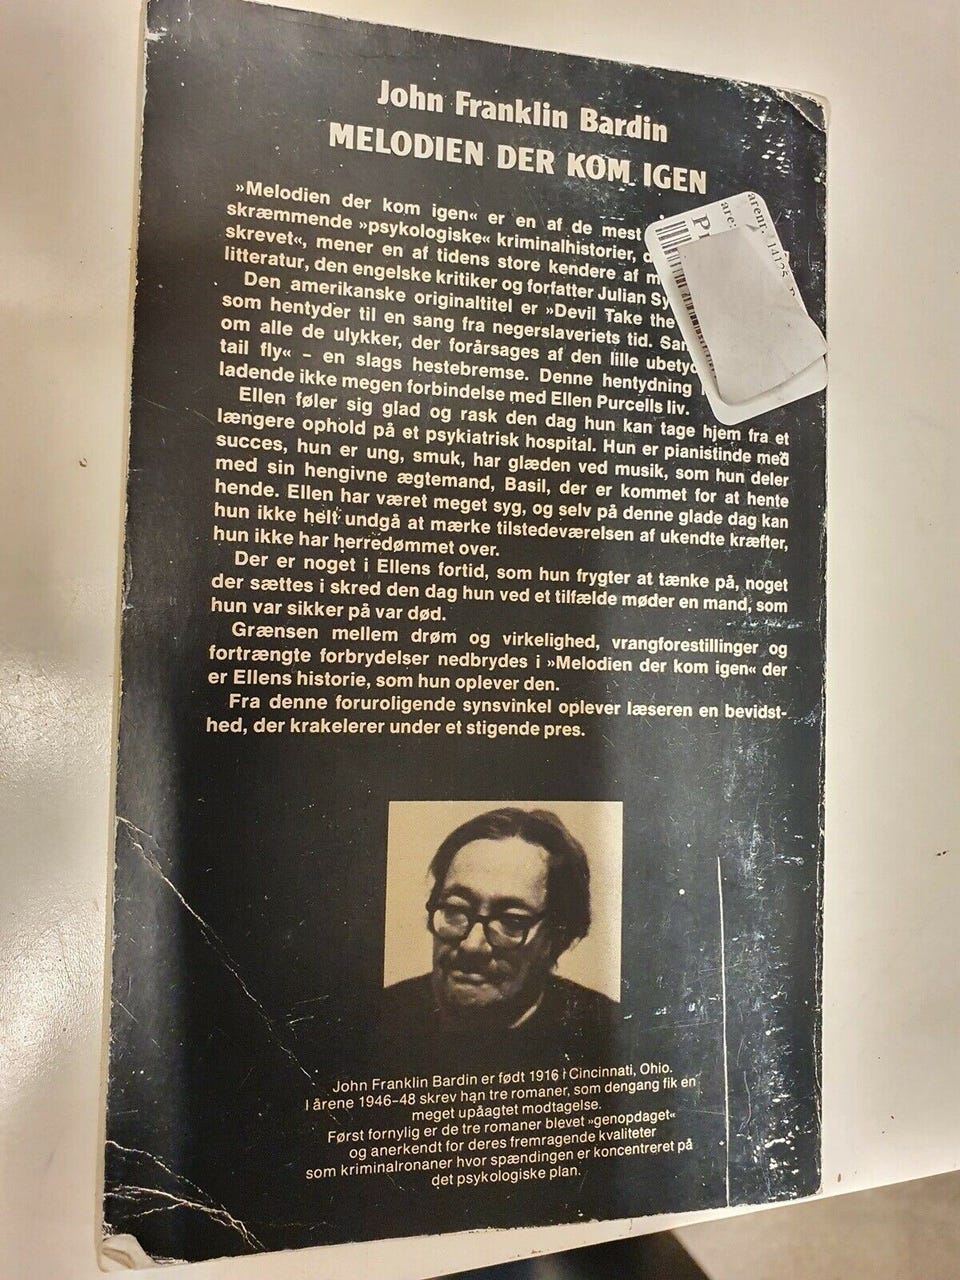 John Franklin Bardin
MELODIEN DER KOM IGEN
»Melodien der kom igen« er en af de mest
skræmmende »psykologiske« kriminalhistorier,
skrevet«, mener en af tidens store kendere af
litteratur, den engelske kritiker og forfatter Julian
Den amerikanske originaltitel er »Devil Take the
som hentyder til en sang fra negerslaveriets tid.
om alle de ulykker, der forårsages af den lille
tail fly« – en slags hestebremse. Denne hentydning
ladende ikke megen forbindelse med Ellen Purcells liv.
Ellen føler sig glad og rask den dag hun kan tage hjem fra et
længere ophold på et psykiatrisk hospital. Hun er pianistinde med
succes, hun er ung, smuk, har glæden ved musik, som hun deler
med sin hengivne ægtemand, Basil, der er kommet for at hente
hende. Ellen har været meget syg, og selv på denne glade dag kan
hun ikke helt undgå at mærke tilstedeværelsen af ukendte kræfter,
hun ikke har herredømmet over.
Der er noget i Ellens fortid, som hun frygter at tænke på, noget
der sættes i skred den dag hun ved et tilfælde møder en mand, som
hun var sikker på var død.
Grænsen mellem drøm og virkelighed, vrangforestillinger og
fortrængte forbrydelser nedbrydes i »Melodien der kom igen« der
er Ellens historie, som hun oplever den.
Fra denne foruroligende synsvinkel oplever læseren en bevidst-
hed, der krakelerer under et stigende pres.
John Franklin Bardin er født 1916 i Cincinnati, Ohio.
I årene 1946–48 skrev han tre romaner, som dengang fik en
meget upåagtet modtagelse.
Først fornylig er de tre romaner blevet »genopdaget«
og anerkendt for deres fremragende kvaliteter
som kriminalronaner hvor spændingen er koncentreret på
det psykologiske plan.